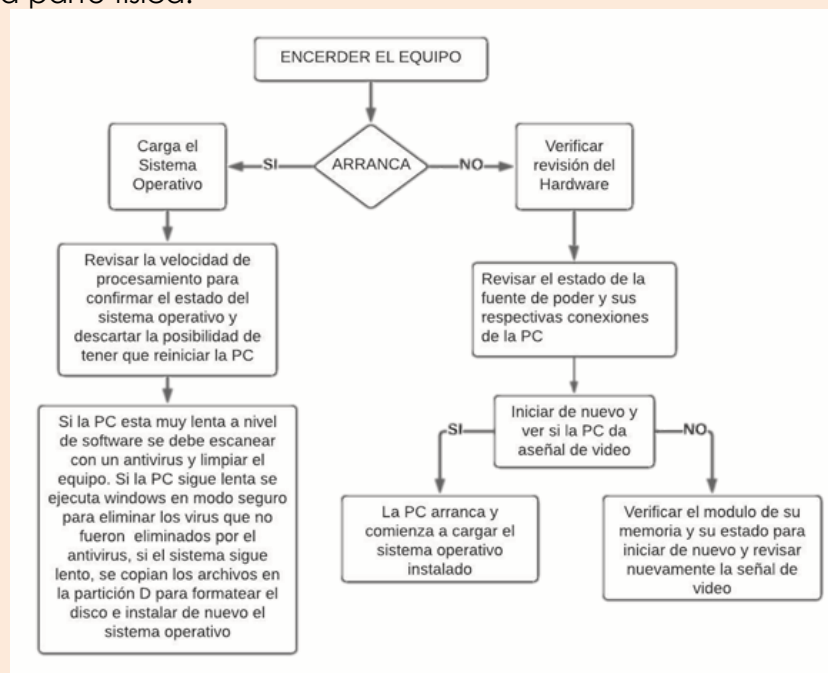 ENCERDER EL EQUIPO
ARRANCA
SI
NO
Carga el
Sistema
Operativo
Verificar
revisión del
Hardware
Revisar la velocidad de
procesamiento para
confirmar el estado del
sistema operativo y
descartar la posibilidad de
tener que reiniciar la PC
Revisar el estado de la
fuente de poder y sus
respectivas conexiones
de la PC
Si la PC esta muy lenta a nivel
de software se debe escanear
con un antivirus y limpiar el
equipo. Si la PC sigue lenta se
ejecuta windows en modo seguro
para eliminar los virus que no
fueron eliminados por el
antivirus, si el sistema sigue
lento, se copian los archivos en
la partición D para formatear el
disco e instalar de nuevo el
sistema operativo
Iniciar de nuevo y
ver si la PC da
aseñal de video
SI
NO
La PC arranca y
comienza a cargar el
sistema operativo
instalado
Verificar el modulo de su
memoria y su estado para
iniciar de nuevo y revisar
nuevamente la señal de
video